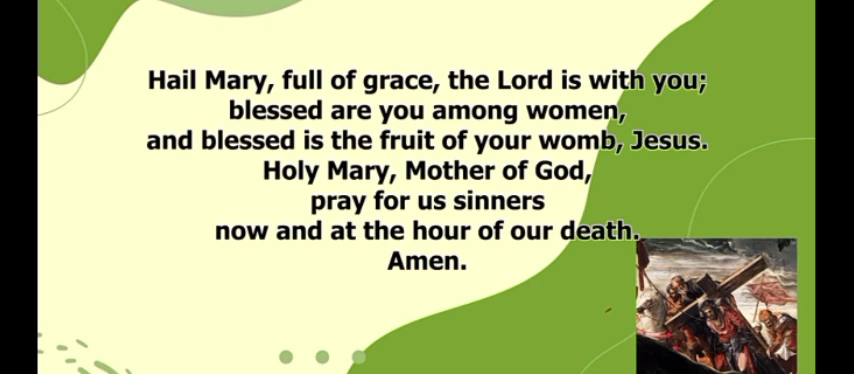 Hail Mary, full of grace, the Lord is with you;
blessed are you among women,
and blessed is the fruit of your womb, Jesus.
Holy Mary, Mother of God,
pray for us sinners
now and at the hour of our death.
Amen.